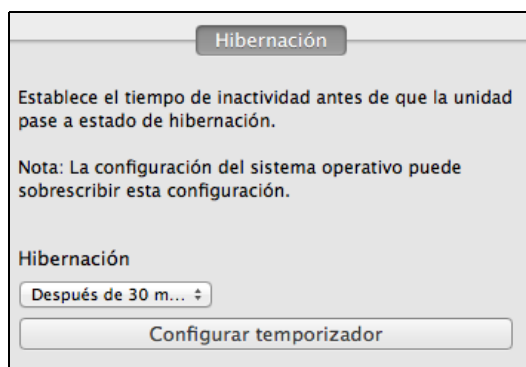 Hibernación
Establece el tiempo de inactividad antes de que la unidad
pase a estado de hibernación.
Nota: La configuración del sistema operativo puede
sobrescribir esta configuración.
Hibernación
Después de 30 m...
Configurar temporizador